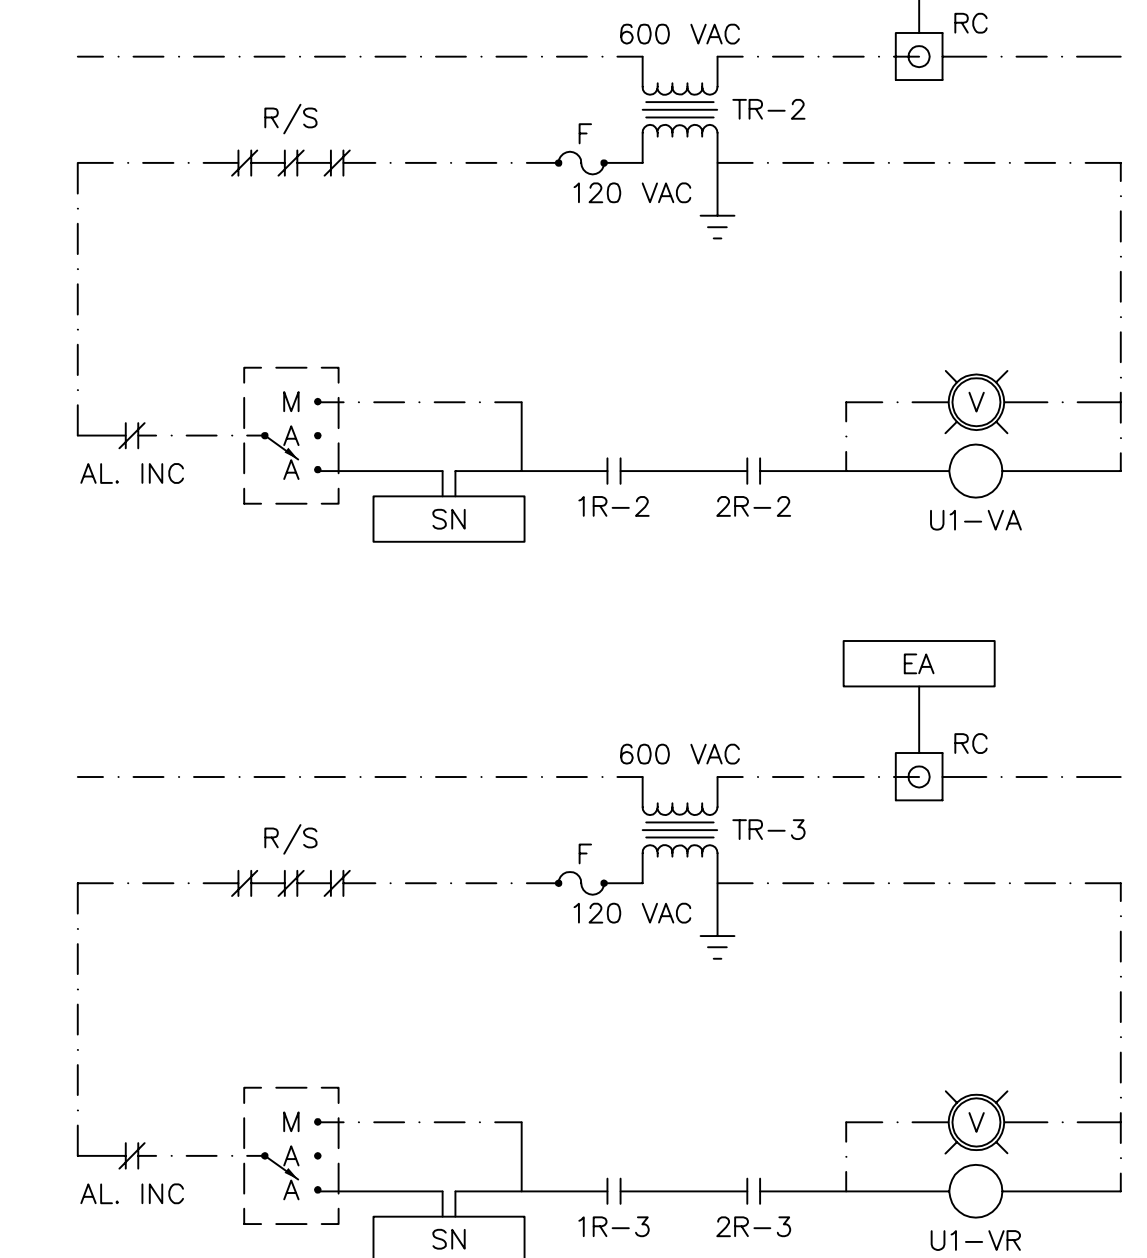 RC
600 VAC
TR-2
R/S
F
120 VAC
M
V
A
AL. INC
A
1R-2
2R-2
SN
U1-VA
EA
RC
600 VAC
TR-3
R/S
F
120 VAC
M
V
A
AL. INC
A
1R-3
2R-3
SN
U1-VR